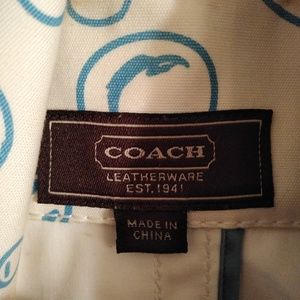 COACH
LEATHERWARE
EST. 1941
MADE IN
CHINA